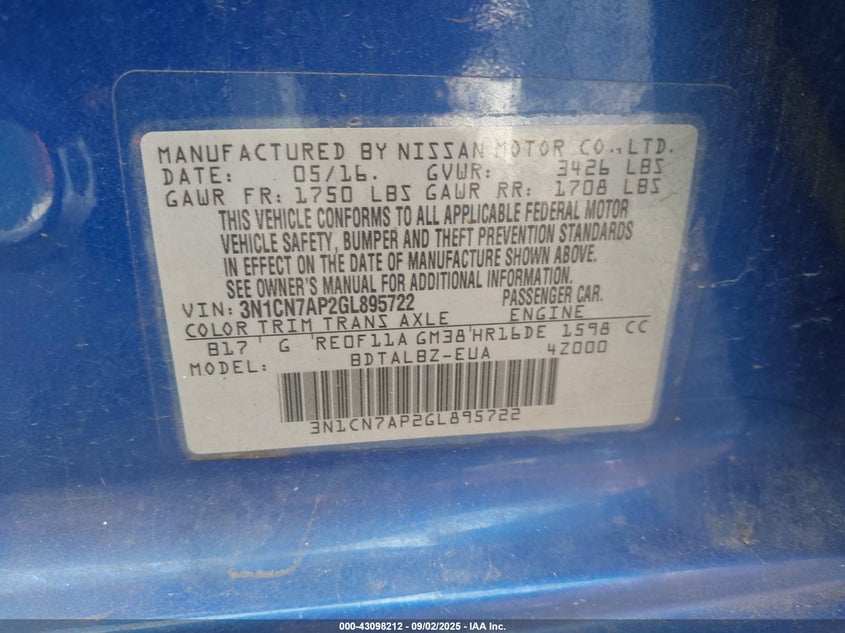 MANUFACTURED BY NISSAN MOTOR CO.,LTD.
DATE: 05/16. GVWR: 3426 LBS
GAWR FR: 1750 LBS GAWR RR: 1708 LBS
THIS VEHICLE CONFORMS TO ALL APPLICABLE FEDERAL MOTOR
VEHICLE SAFETY, BUMPER AND THEFT PREVENTION STANDARDS
IN EFFECT ON THE DATE OF MANUFACTURE SHOWN ABOVE.
SEE OWNER'S MANUAL FOR ADDITIONAL INFORMATION.
VIN: 3N1CN7AP2GL895722 PASSENGER CAR.
COLOR TRIM TRANS AXLE ENGINE
B17 G RE0F11A GM38 HR16DE 1598 CC
MODEL: BDTALBZ-EUA 4Z000
3N1CN7AP2GL895722
000-43098212 - 09/02/2025 - IAA Inc.